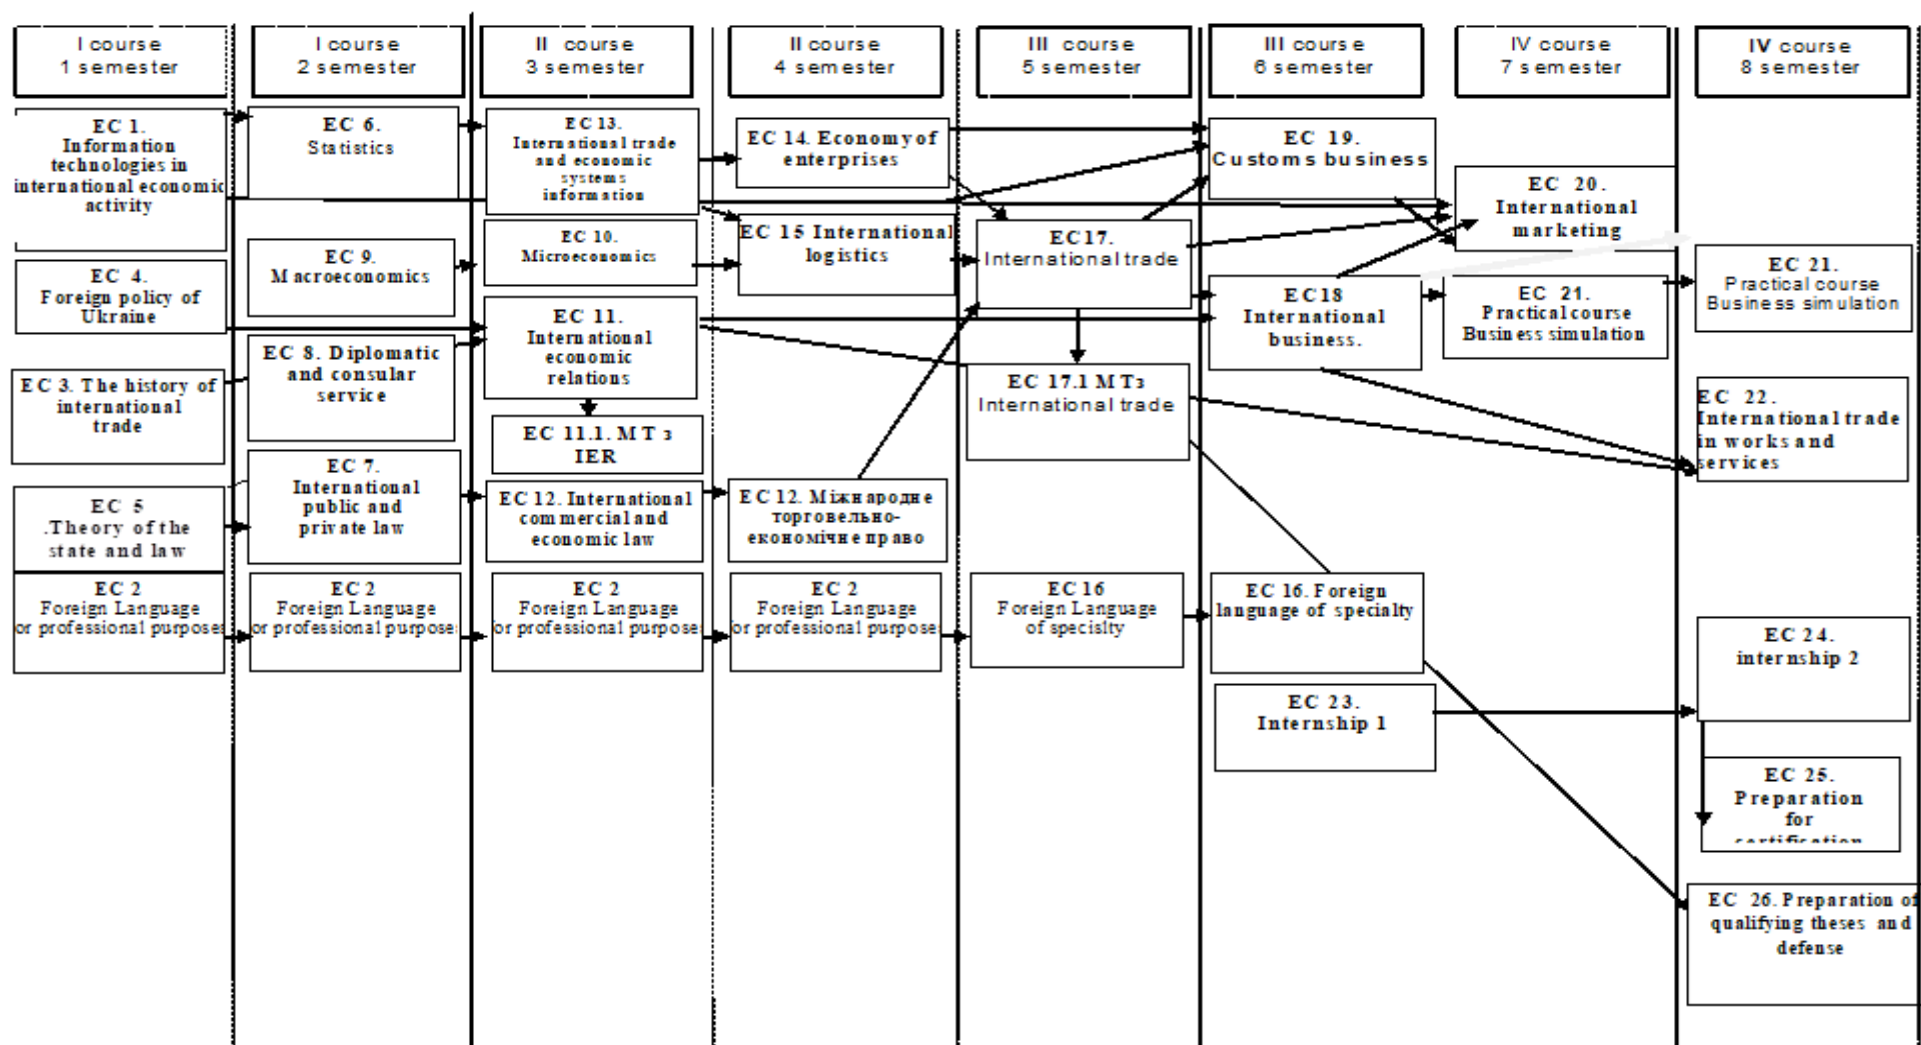 I course
1 semester
I course
2 semester
II course
3 semester
II course
4 semester
III course
5 semester
III course
6 semester
IV course
7 semester
IV course
8 semester
EC 1.
Information
technologies in
international economic
activity
EC 4.
Foreign policy of
Ukraine
EC 3. The history of
international
trade
EC 5
.Theory of the
state and law
EC 2
Foreign Language
or professional purposes
EC 6.
Statistics
EC 9.
Macroeconomics
EC 8. Diplomatic
and consular
service
EC 7.
International
public and
private law
EC 2
Foreign Language
or professional purposes
EC 13.
International trade
and economic
systems
information
EC 10.
Microeconomics
EC 11.
International
economic
relations
EC 11.1. МТ з
IER
EC 12. International
commercial and
economic law
EC 2
Foreign Language
or professional purposes
EC 14. Economy of
enterprises
EC 15 International
logistics
EC 12. Міжнародне
торговельно-
економічне право
EC 2
Foreign Language
or professional purposes
EC17.
International trade
EC 17.1 МТз
International trade
EC 16
Foreign Language
of specislty
EC 19.
Customs business
EC18
International
business.
EC 16. Foreign
language of specialty
EC 23.
Internship 1
EC 20.
International
marketing
EC 21.
Practical course
Business simulation
EC 21.
Practical course
Business simulation
EC 22.
International trade
in works and
services
EC 24.
internship 2
EC 25.
Preparation
for
certification
EC 26. Preparation of
qualifying theses and
defense